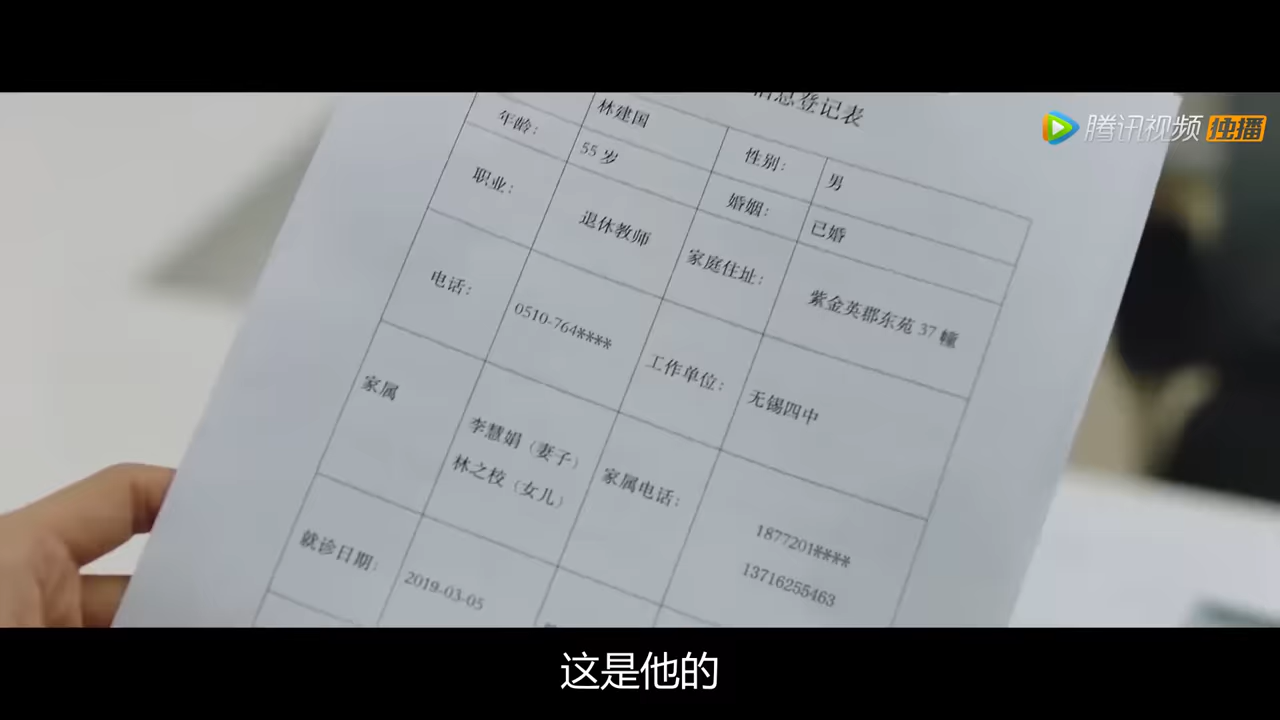 信息登记表
腾讯视频 独播
林建国
性别：
男
年龄：
55 岁
婚姻：
已婚
职业：
退休教师
家庭住址：
紫金英郡东苑 37 幢
电话：
0510-764****
工作单位：
无锡四中
家属
李慧娟（妻子）
林之校（女儿）
家属电话：
1877201****
13716255463
就诊日期：
2019-03-05
这是他的